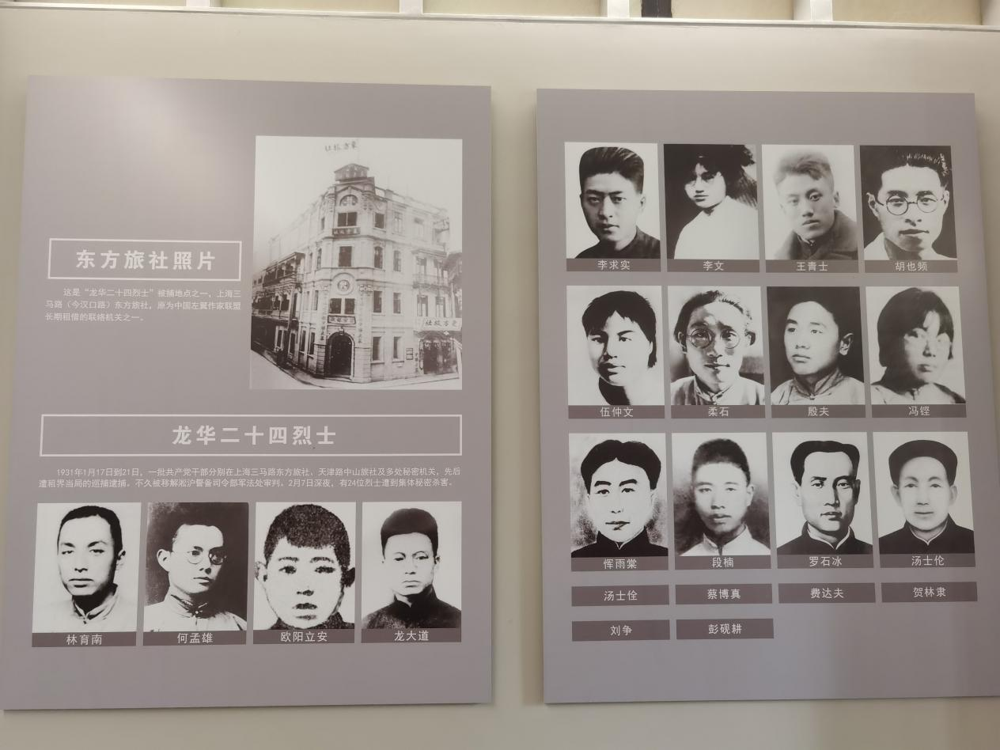 东方旅社照片
这是“龙华二十四烈士”被捕地点之一，上海三
马路（今汉口路）东方旅社，原为中国左翼作家联盟
长期租借的联络机关之一。
社旅方東
社旅方東
龙华二十四烈士
1931年1月17日到21日，一批共产党干部分别在上海三马路东方旅社、天津路中山旅社及多处秘密机关，先后
遭租界当局的巡捕逮捕。不久被移解淞沪警备司令部军法处审判。2月7日深夜，有24位烈士遭到集体秘密杀害。
林育南
何孟雄
欧阳立安
龙大道
李求实
李文
王青士
胡也频
伍仲文
柔石
殷夫
冯铿
恽雨棠
段楠
罗石冰
汤士伦
汤士佺
蔡博真
费达夫
贺林隶
刘争
彭砚耕